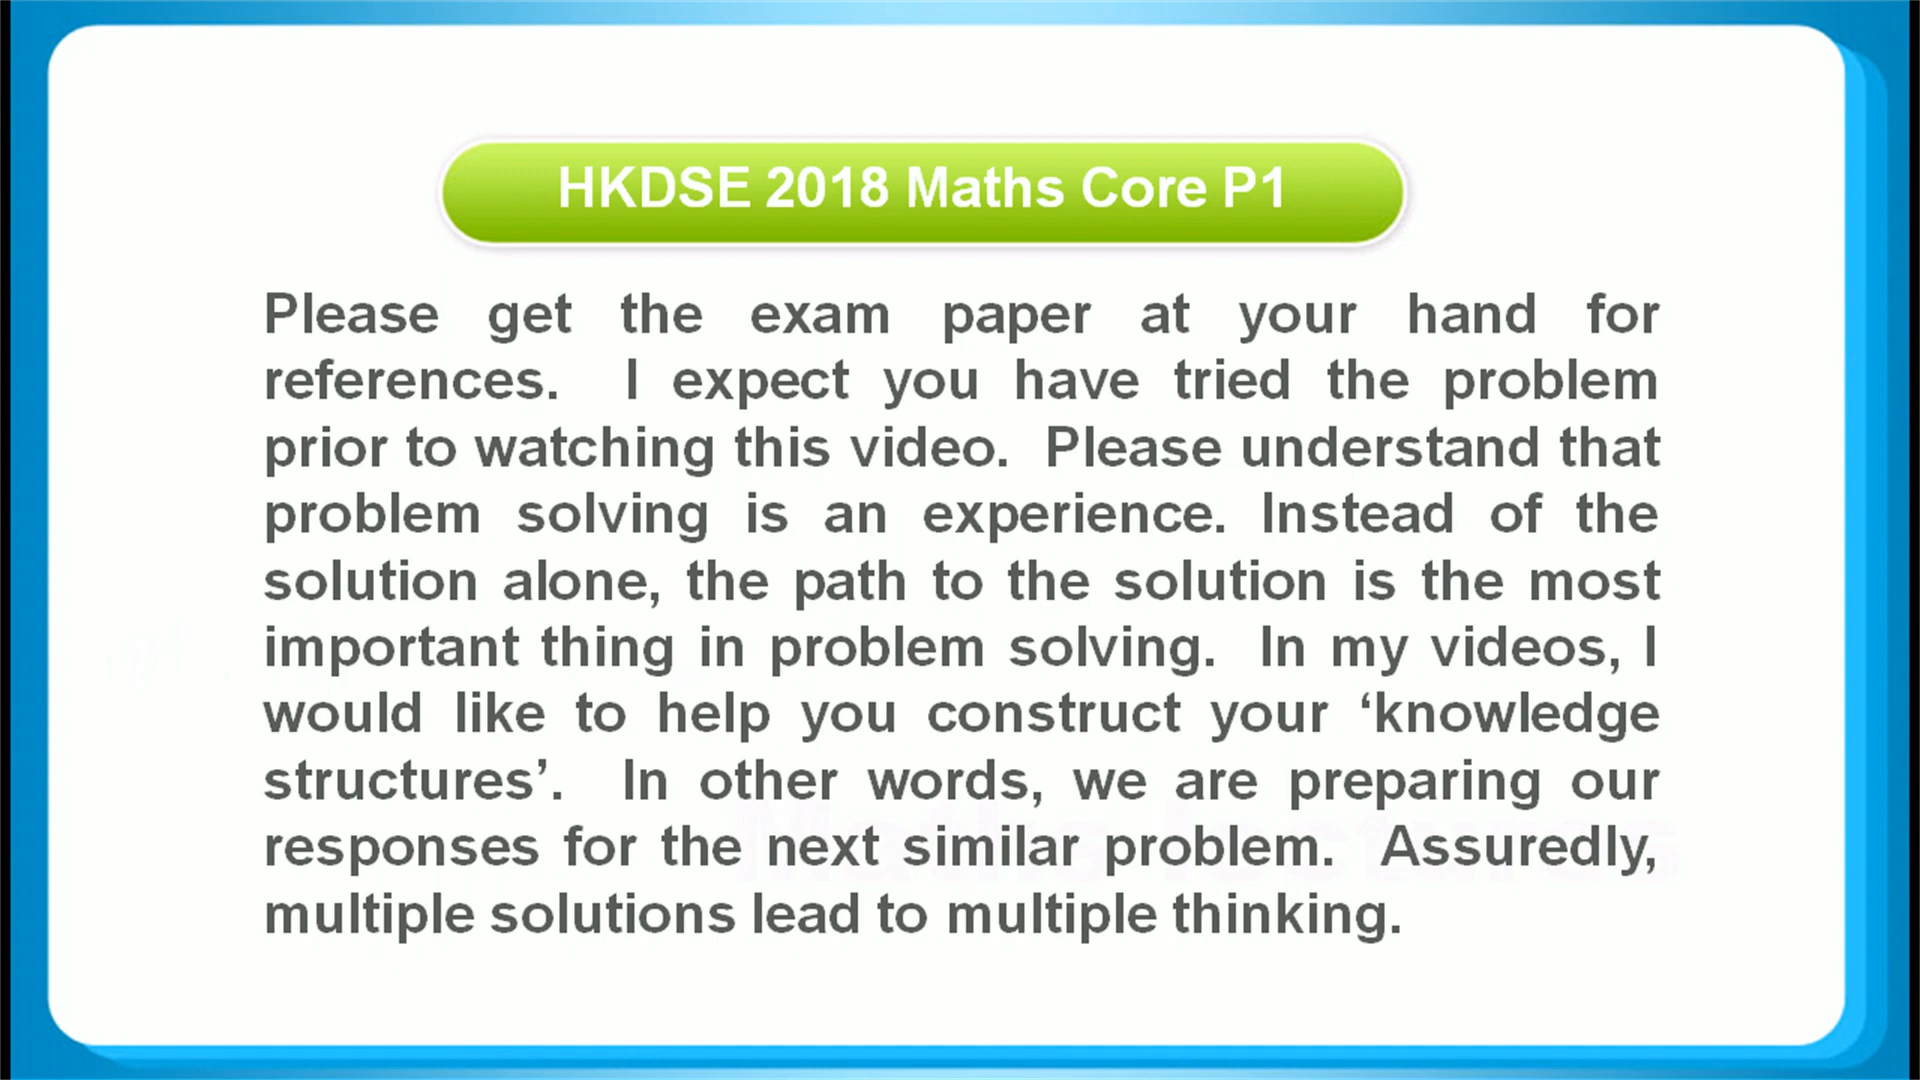 HKDSE 2018 Maths Core P1
Please get the exam paper at your hand for
references. I expect you have tried the problem
prior to watching this video. Please understand that
problem solving is an experience. Instead of the
solution alone, the path to the solution is the most
important thing in problem solving. In my videos, I
would like to help you construct your ‘knowledge
structures’. In other words, we are preparing our
responses for the next similar problem. Assuredly,
multiple solutions lead to multiple thinking.